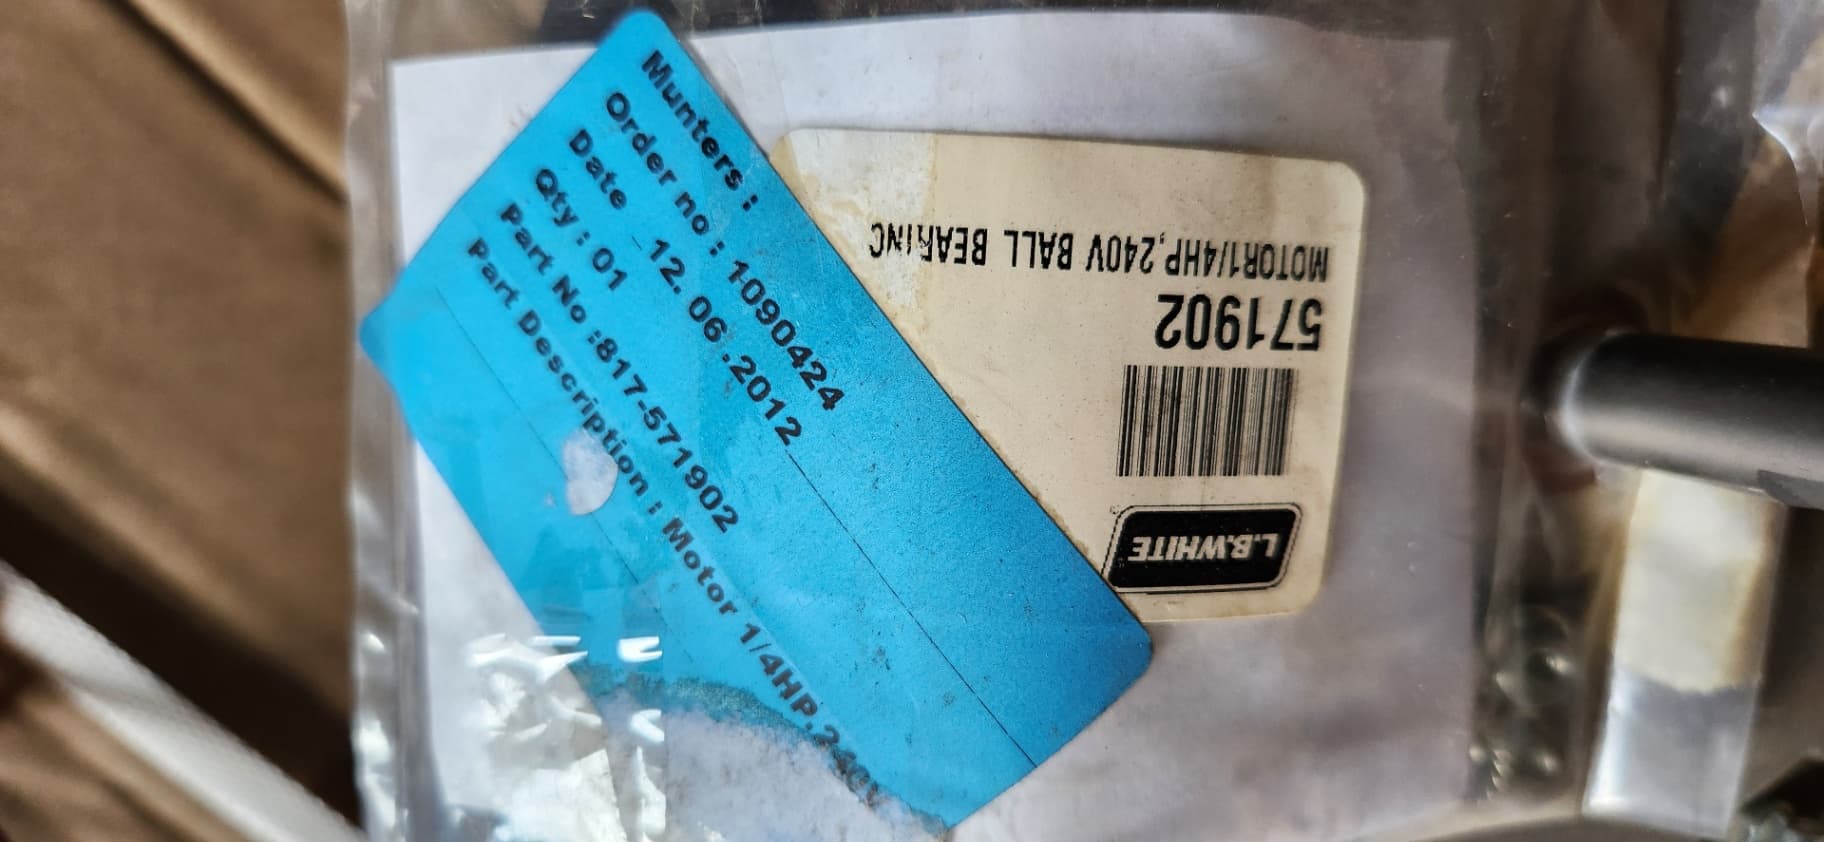 Munters :
Order no : 1090424
Date 12. 06 .2012
Qty : 01
Part No :817-571902
Part Description : Motor 1/4HP.240V
L.B.WHITE
571902
MOTOR1/4HP,240V BALL BEARING